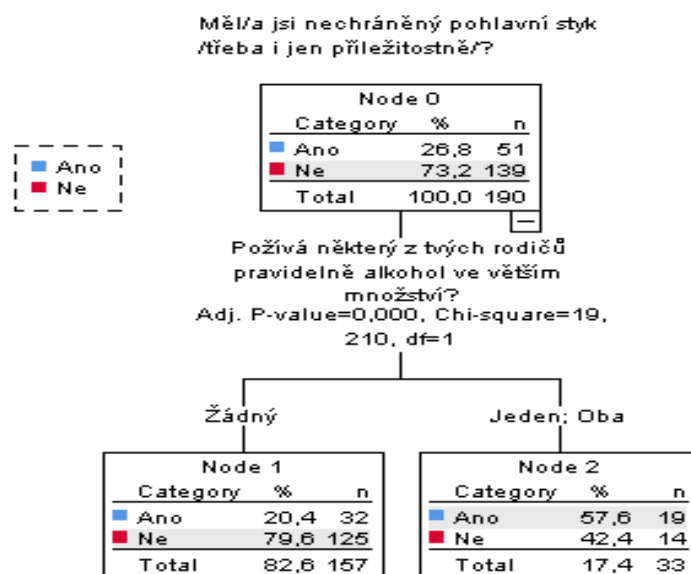 Měl/a jsi nechráněný pohlavní styk
/třeba i jen příležitostně/?
Node 0
Category % n
Ano 26,8 51
Ne 73,2 139
Total 100,0 190
Ano
Ne
Požívá některý z tvých rodičů
pravidelně alkohol ve větším
množství?
Adj. P-value=0,000, Chi-square=19,
210, df=1
Žádný
Jeden; Oba
Node 1
Category % n
Ano 20,4 32
Ne 79,6 125
Total 82,6 157
Node 2
Category % n
Ano 57,6 19
Ne 42,4 14
Total 17,4 33